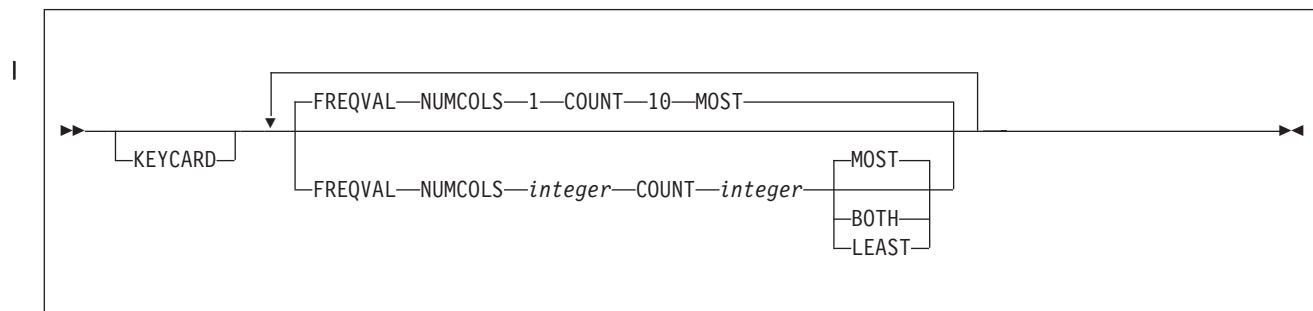 FREQVAL NUMCOLS 1 COUNT 10 MOST
KEYCARD
MOST
FREQVAL NUMCOLS integer COUNT integer
BOTH
LEAST